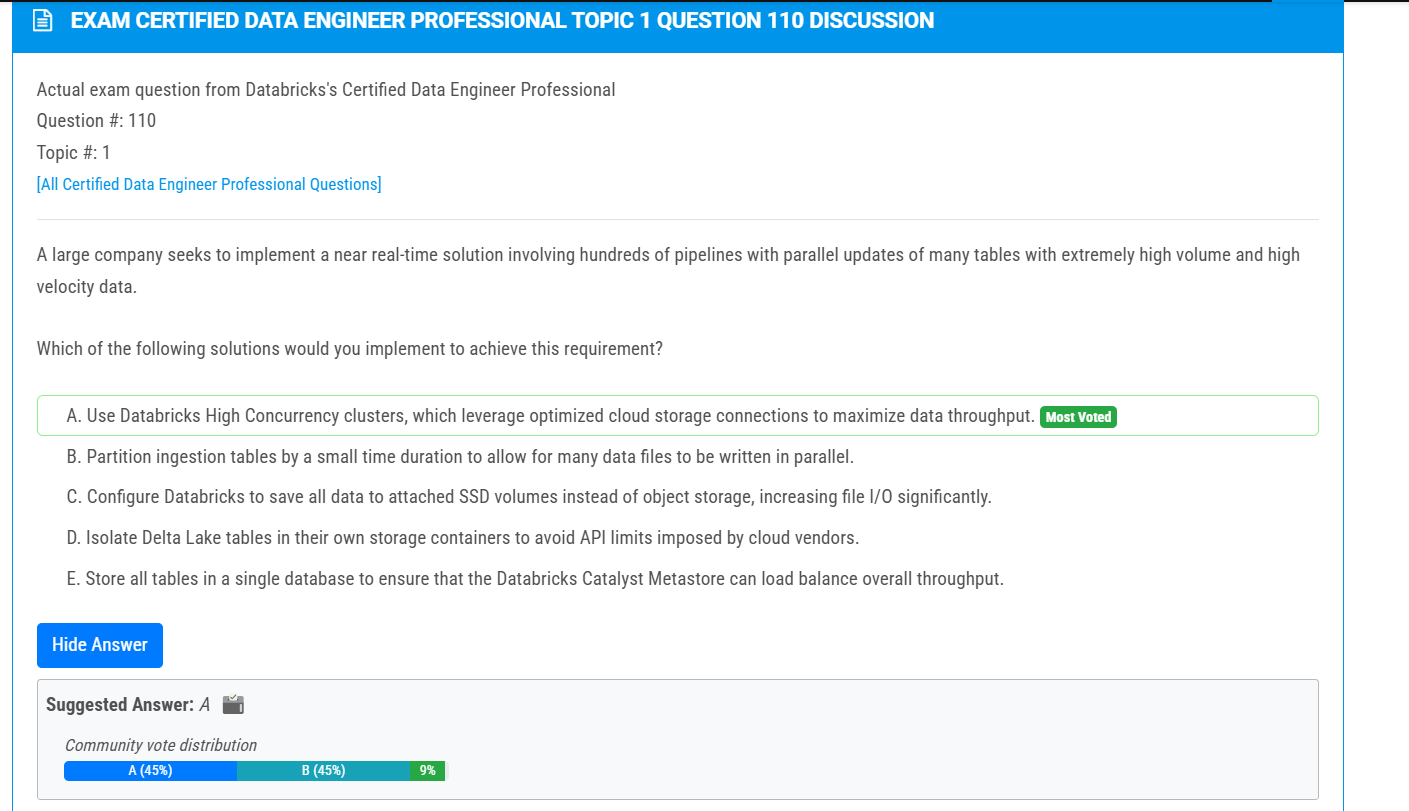 EXAM CERTIFIED DATA ENGINEER PROFESSIONAL TOPIC 1 QUESTION 110 DISCUSSION
Actual exam question from Databricks's Certified Data Engineer Professional
Question #: 110
Topic #: 1
[All Certified Data Engineer Professional Questions]
A large company seeks to implement a near real-time solution involving hundreds of pipelines with parallel updates of many tables with extremely high volume and high
velocity data.
Which of the following solutions would you implement to achieve this requirement?
A. Use Databricks High Concurrency clusters, which leverage optimized cloud storage connections to maximize data throughput. Most Voted
B. Partition ingestion tables by a small time duration to allow for many data files to be written in parallel.
C. Configure Databricks to save all data to attached SSD volumes instead of object storage, increasing file I/O significantly.
D. Isolate Delta Lake tables in their own storage containers to avoid API limits imposed by cloud vendors.
E. Store all tables in a single database to ensure that the Databricks Catalyst Metastore can load balance overall throughput.
Hide Answer
Suggested Answer: A
Community vote distribution
A (45%) B (45%) 9%